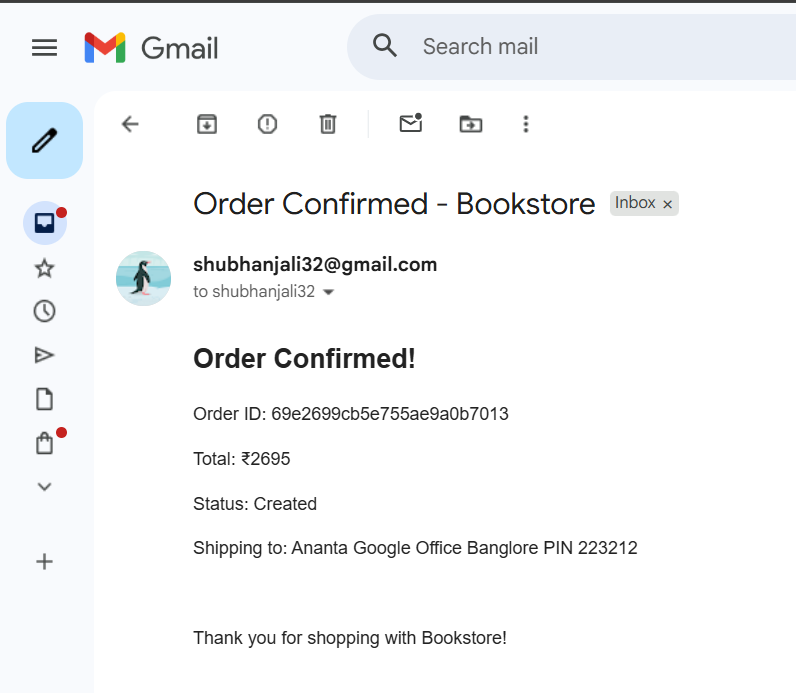 Gmail
Search mail
Order Confirmed - Bookstore
Inbox ×
shubhanjali32@gmail.com
to shubhanjali32
Order Confirmed!
Order ID: 69e2699cb5e755ae9a0b7013
Total: ₹2695
Status: Created
Shipping to: Ananta Google Office Banglore PIN 223212
Thank you for shopping with Bookstore!